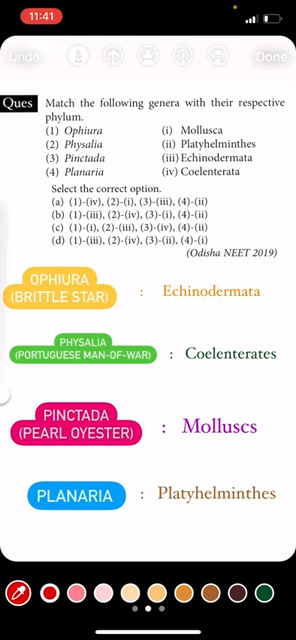 11:41
Undo
Done
Ques
Match the following genera with their respective
phylum.
(1) Ophiura (i) Mollusca
(2) Physalia (ii) Platyhelminthes
(3) Pinctada (iii) Echinodermata
(4) Planaria (iv) Coelenterata
Select the correct option.
(a) (1)-(iv), (2)-(i), (3)-(iii), (4)-(ii)
(b) (1)-(iii), (2)-(iv), (3)-(i), (4)-(ii)
(c) (1)-(i), (2)-(iii), (3)-(iv), (4)-(ii)
(d) (1)-(iii), (2)-(iv), (3)-(ii), (4)-(i)
(Odisha NEET 2019)
OPHIURA
(BRITTLE STAR) : Echinodermata
PHYSALIA
(PORTUGUESE MAN-OF-WAR) : Coelenterates
PINCTADA
(PEARL OYESTER) : Molluscs
PLANARIA : Platyhelminthes